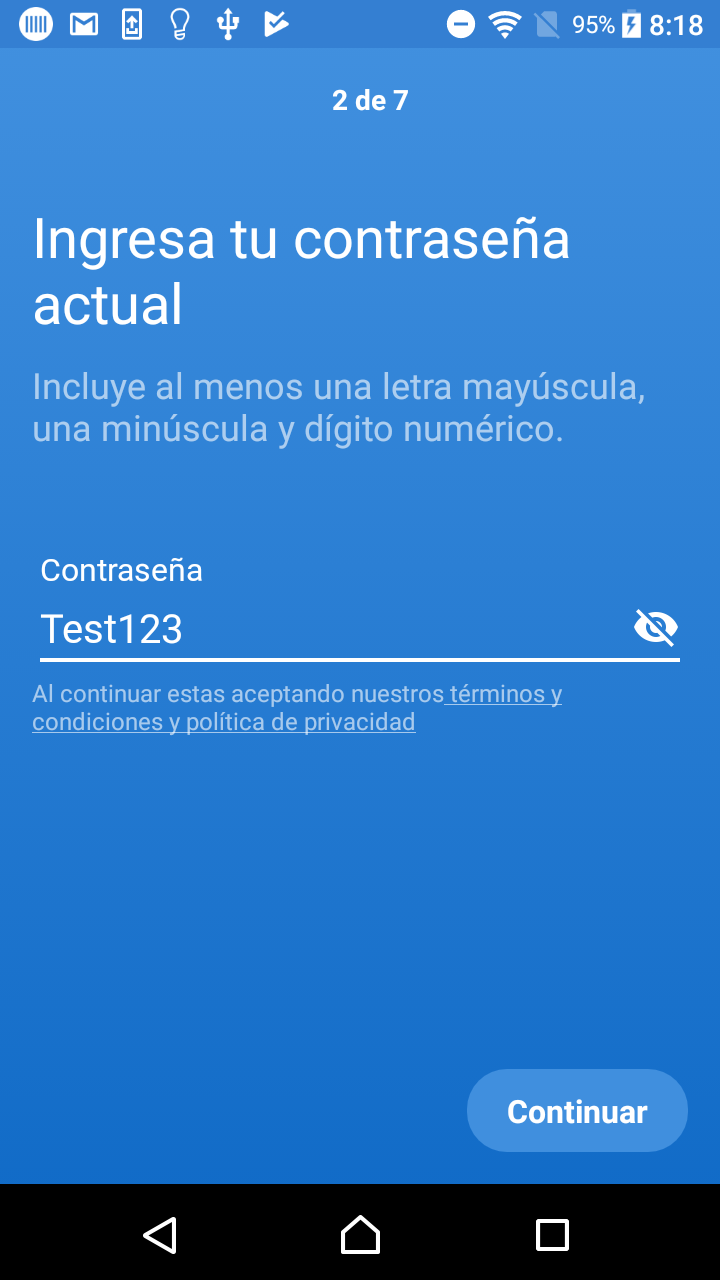 95% 8:18
2 de 7
Ingresa tu contraseña
actual
Incluye al menos una letra mayúscula,
una minúscula y dígito numérico.
Contraseña
Test123
Al continuar estas aceptando nuestros términos y
condiciones y política de privacidad
Continuar